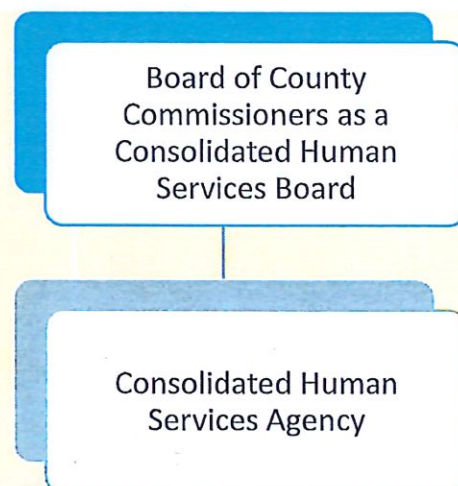 Board of County
Commissioners as a
Consolidated Human
Services Board
Consolidated Human
Services Agency